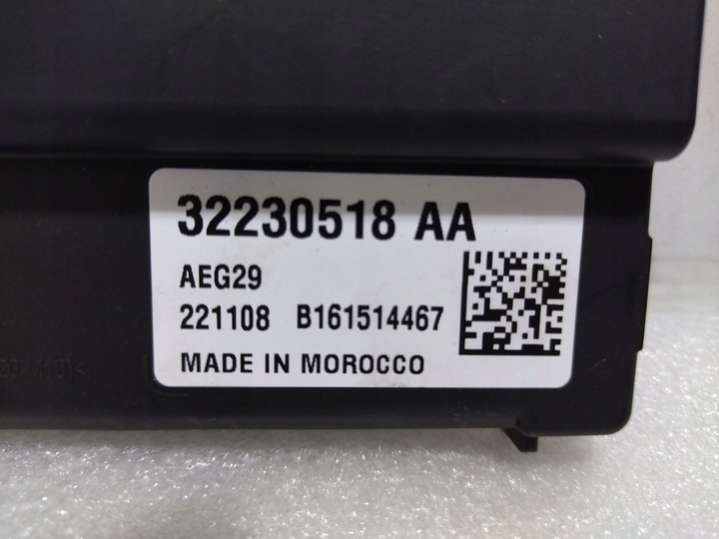 32230518 AA
AEG29
221108 B161514467
MADE IN MOROCCO